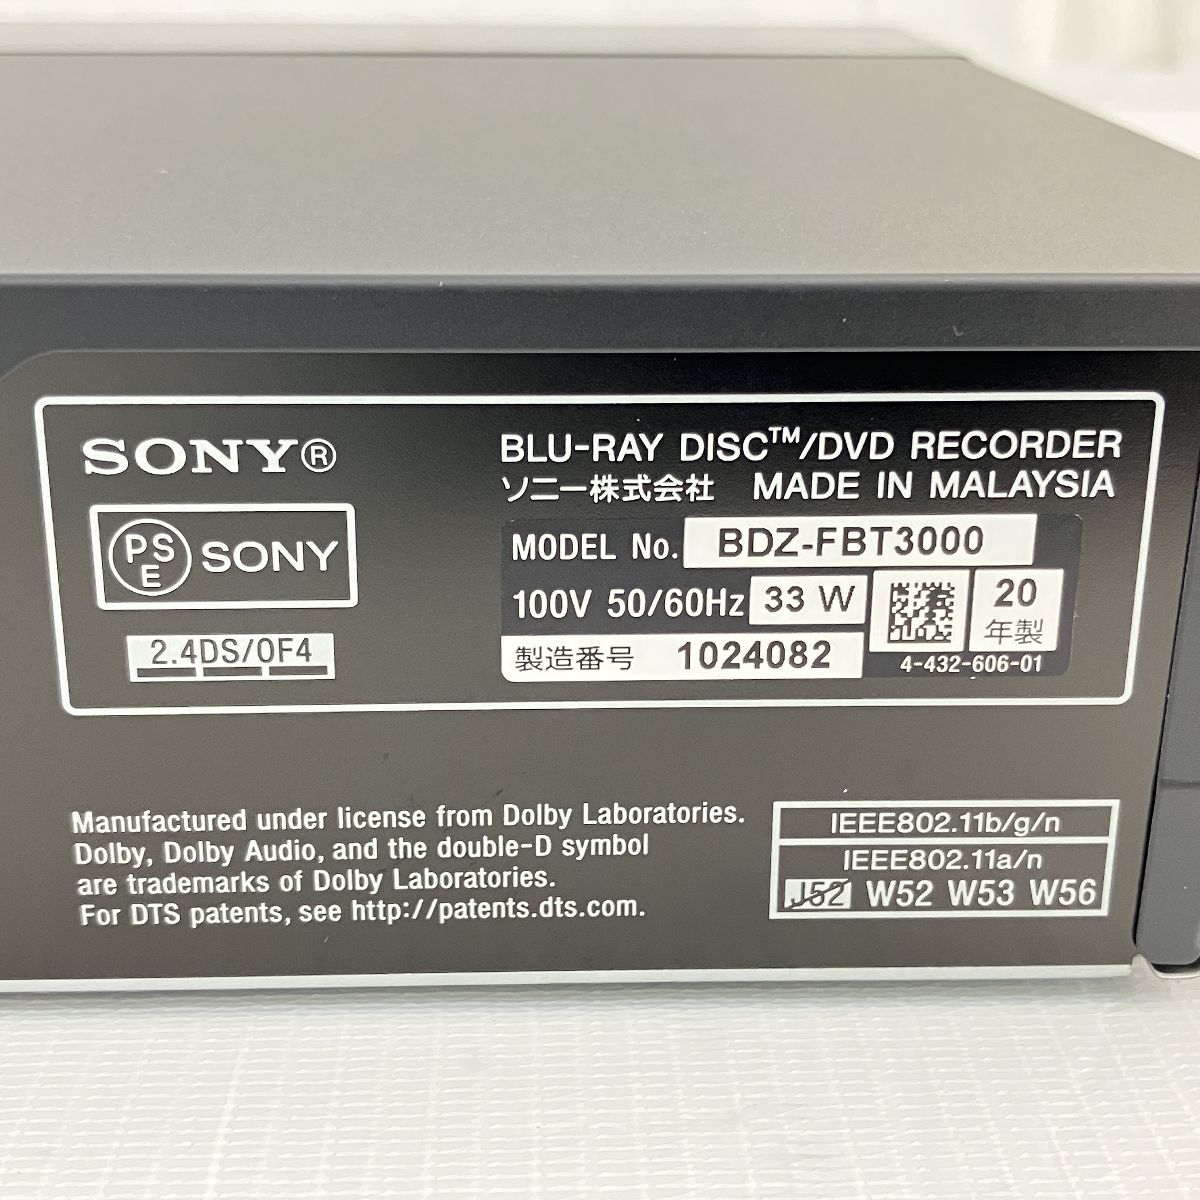 SONY®
PS
E
SONY
2.4DS/OF4
BLU-RAY DISC™/DVD RECORDER
ソニー株式会社 MADE IN MALAYSIA
MODEL No. BDZ-FBT3000
100V 50/60Hz 33 W
20
年製
製造番号 1024082
4-432-606-01
Manufactured under license from Dolby Laboratories.
Dolby, Dolby Audio, and the double-D symbol
are trademarks of Dolby Laboratories.
For DTS patents, see http://patents.dts.com.
IEEE802.11b/g/n
IEEE802.11a/n
J52 W52 W53 W56